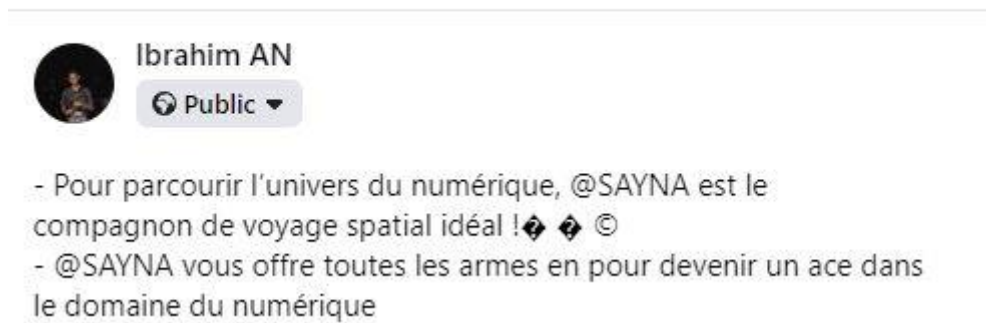 Ibrahim AN
Public
- Pour parcourir l'univers du numérique, @SAYNA est le
compagnon de voyage spatial idéal !� � ©
- @SAYNA vous offre toutes les armes en pour devenir un ace dans
le domaine du numérique